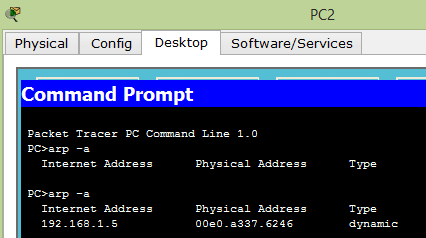 PC2
Physical Config Desktop Software/Services
Command Prompt
Packet Tracer PC Command Line 1.0
PC>arp -a
Internet Address Physical Address Type
PC>arp -a
Internet Address Physical Address Type
192.168.1.5 00e0.a337.6246 dynamic